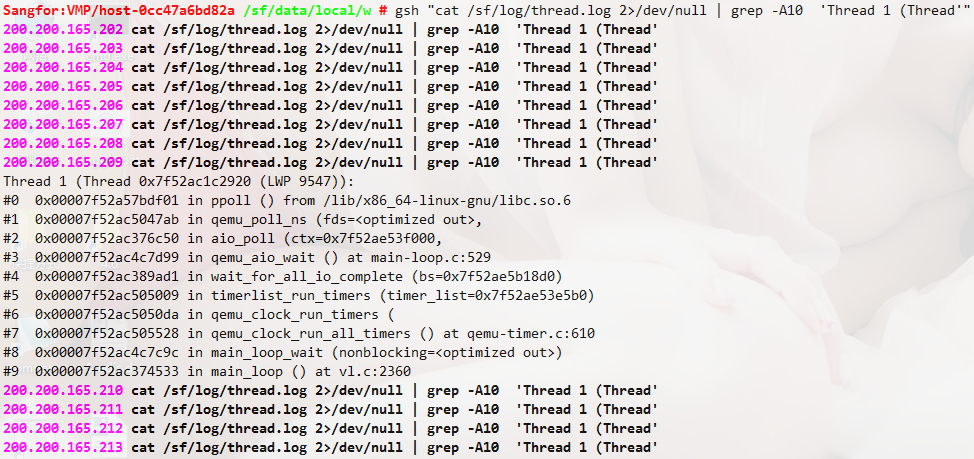 Sangfor:VMP/host-0cc47a6bd82a /sf/data/local/w # gsh "cat /sf/log/thread.log 2>/dev/null | grep -A10  'Thread 1 (Thread'"
200.200.165.202 cat /sf/log/thread.log 2>/dev/null | grep -A10  'Thread 1 (Thread'
200.200.165.203 cat /sf/log/thread.log 2>/dev/null | grep -A10  'Thread 1 (Thread'
200.200.165.204 cat /sf/log/thread.log 2>/dev/null | grep -A10  'Thread 1 (Thread'
200.200.165.205 cat /sf/log/thread.log 2>/dev/null | grep -A10  'Thread 1 (Thread'
200.200.165.206 cat /sf/log/thread.log 2>/dev/null | grep -A10  'Thread 1 (Thread'
200.200.165.207 cat /sf/log/thread.log 2>/dev/null | grep -A10  'Thread 1 (Thread'
200.200.165.208 cat /sf/log/thread.log 2>/dev/null | grep -A10  'Thread 1 (Thread'
200.200.165.209 cat /sf/log/thread.log 2>/dev/null | grep -A10  'Thread 1 (Thread'
Thread 1 (Thread 0x7f52ac1c2920 (LWP 9547)):
#0  0x00007f52a57bdf01 in ppoll () from /lib/x86_64-linux-gnu/libc.so.6
#1  0x00007f52ac5047ab in qemu_poll_ns (fds=<optimized out>,
#2  0x00007f52ac376c50 in aio_poll (ctx=0x7f52ae53f000,
#3  0x00007f52ac4c7d99 in qemu_aio_wait () at main-loop.c:529
#4  0x00007f52ac389ad1 in wait_for_all_io_complete (bs=0x7f52ae5b18d0)
#5  0x00007f52ac505009 in timerlist_run_timers (timer_list=0x7f52ae53e5b0)
#6  0x00007f52ac5050da in qemu_clock_run_timers (
#7  0x00007f52ac505528 in qemu_clock_run_all_timers () at qemu-timer.c:610
#8  0x00007f52ac4c7c9c in main_loop_wait (nonblocking=<optimized out>)
#9  0x00007f52ac374533 in main_loop () at vl.c:2360
200.200.165.210 cat /sf/log/thread.log 2>/dev/null | grep -A10  'Thread 1 (Thread'
200.200.165.211 cat /sf/log/thread.log 2>/dev/null | grep -A10  'Thread 1 (Thread'
200.200.165.212 cat /sf/log/thread.log 2>/dev/null | grep -A10  'Thread 1 (Thread'
200.200.165.213 cat /sf/log/thread.log 2>/dev/null | grep -A10  'Thread 1 (Thread'